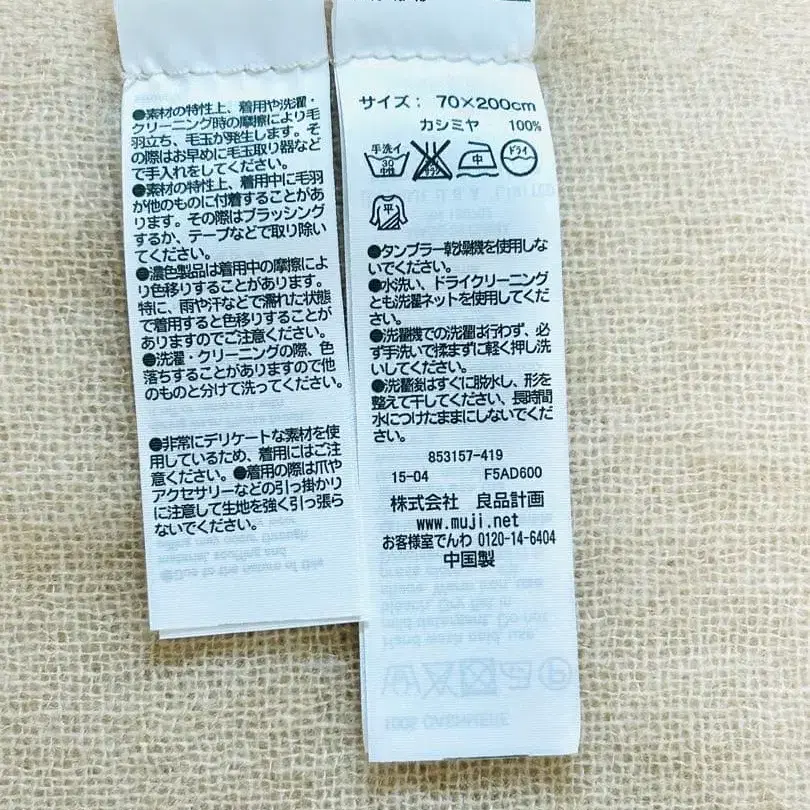 ●素材の特性上、着用や洗濯・
クリーニング時の摩擦により毛
羽立ち、毛玉が発生します。そ
の際はお早めに毛玉取り器など
で手入れをしてください。
●素材の特性上、着用中に毛羽
が他のものに付着することがあ
ります。その際はブラッシング
するか、テープなどで取り除い
てください。
●濃色製品は着用中の摩擦によ
り色移りすることがあります。
特に、雨や汗などで濡れた状態
で着用すると色移りすることが
ありますのでご注意ください。
●洗濯・クリーニングの際、色
落ちすることがありますので他
のものと分けて洗ってください。
●非常にデリケートな素材を使
用しているため、着用にはご注
意ください。●着用の際は爪や
アクセサリーなどの引っ掛かり
に注意して生地を強く引っ張ら
ないでください。
サイズ: 70×200cm
カシミヤ 100%
手洗イ
30
中性
エンソ
サラシ
中
ドライ
平
●タンブラー乾燥機を使用しな
いでください。
●水洗い、ドライクリーニング
とも洗濯ネットを使用してくだ
さい。
●洗濯機での洗濯は行わず、必
ず手洗いで揉まずに軽く押し洗
いしてください。
●洗濯後はすぐに脱水し、形を
整えて干してください、長時間
水につけたままにしないでくだ
さい。
853157-419
15-04 F5AD600
株式会社 良品計画
www.muji.net
お客様室でんわ 0120-14-6404
中国製